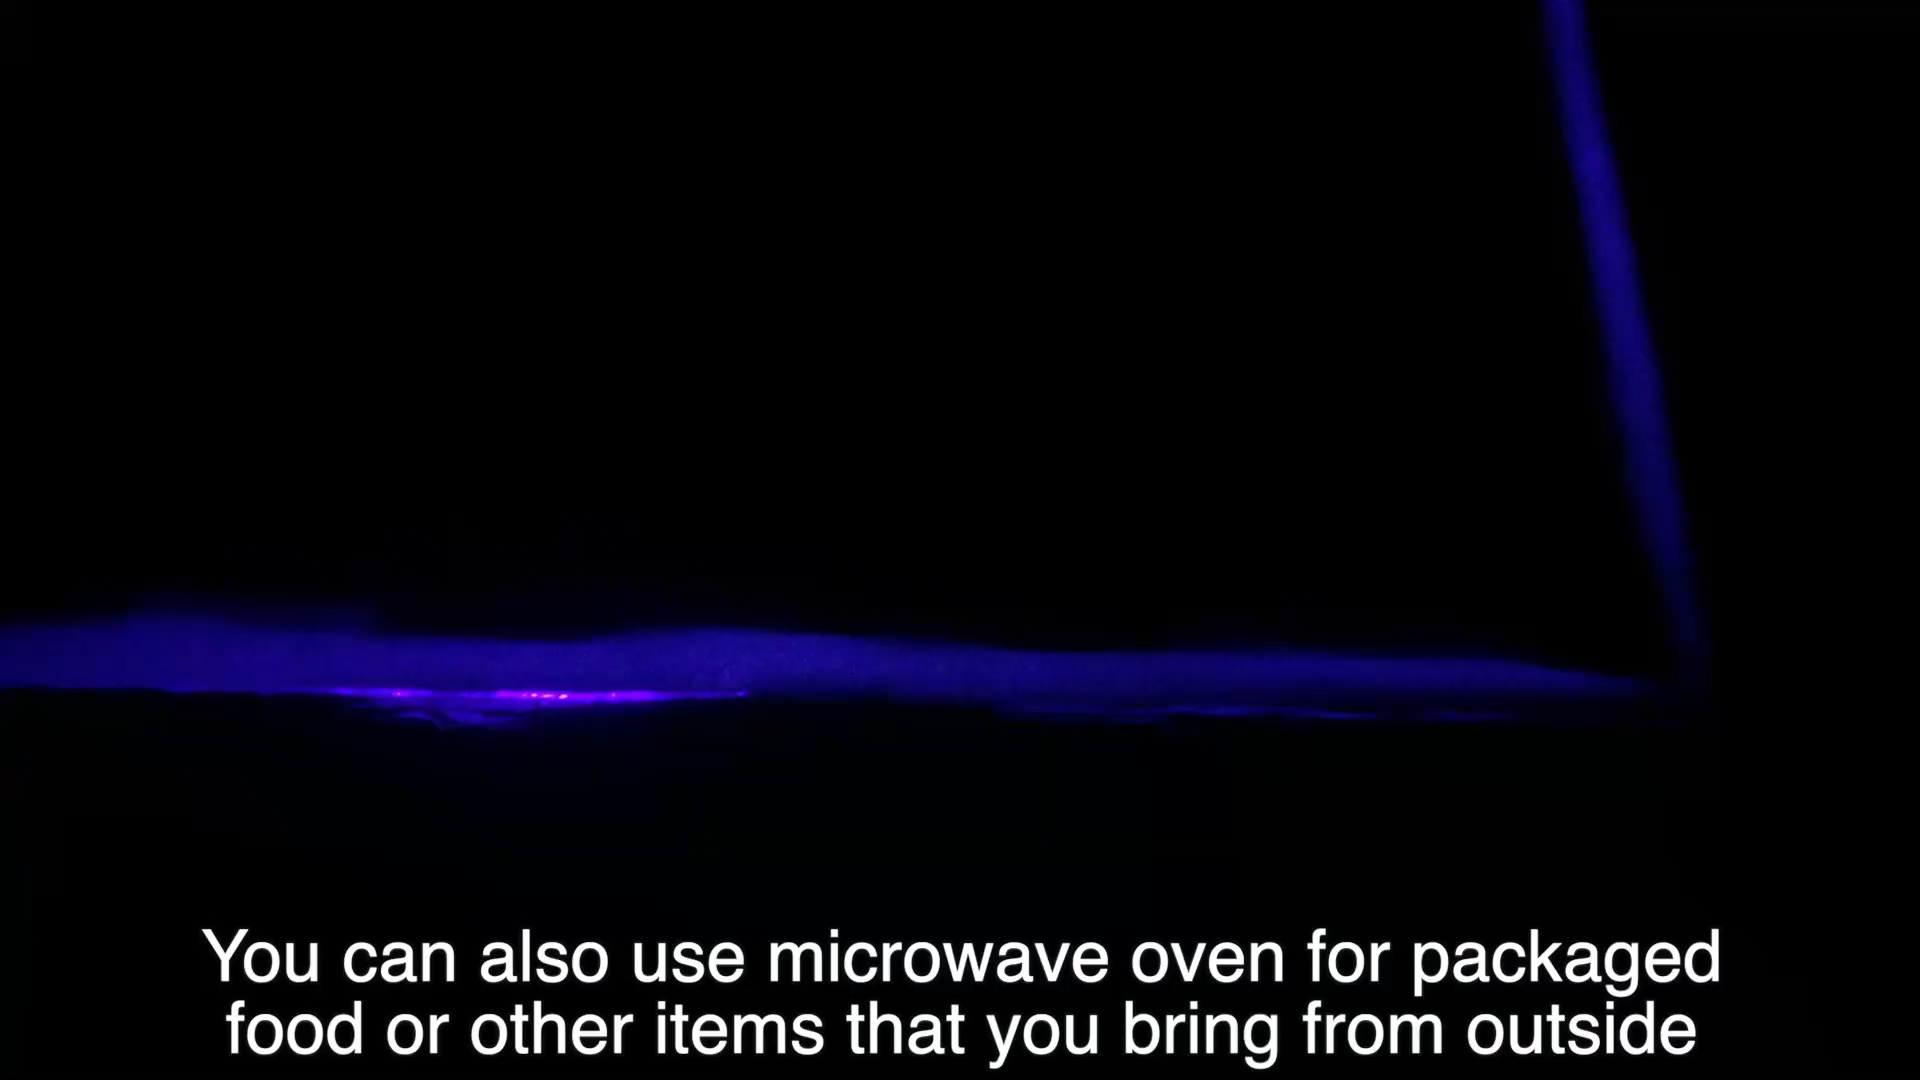 You can also use microwave oven for packaged
food or other items that you bring from outside